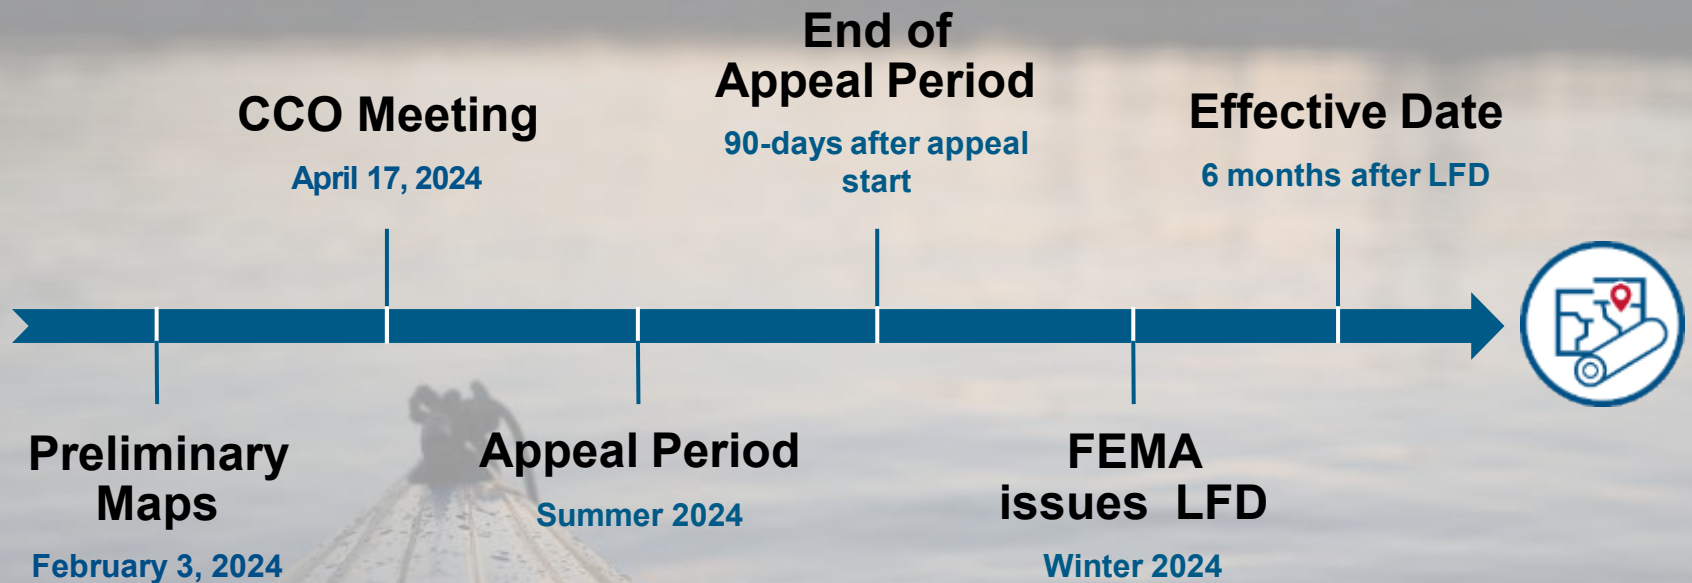 Preliminary
Maps
February 3, 2024
CCO Meeting
April 17, 2024
Appeal Period
Summer 2024
End of
Appeal Period
90-days after appeal
start
FEMA
issues LFD
Winter 2024
Effective Date
6 months after LFD